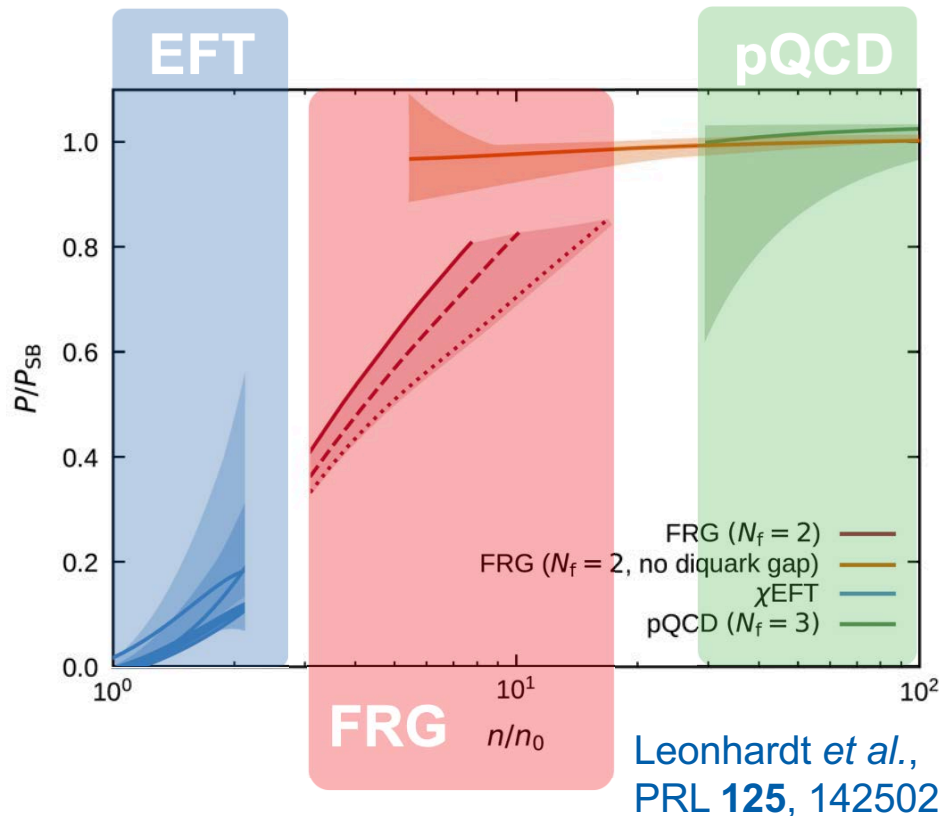 EFT
pQCD
1.0
0.8
0.6
0.4
0.2
0.0
P/P_SB
FRG (N_f = 2)
FRG (N_f = 2, no diquark gap)
χEFT
pQCD (N_f = 3)
10^0
10^1
10^2
FRG
n/n_0
Leonhardt et al.,
PRL 125, 142502